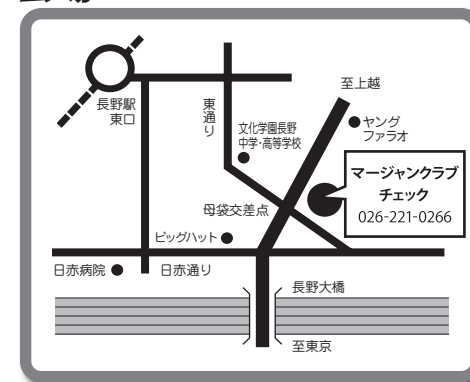 長野駅
東口
東通り
文化学園長野
中学・高等学校
至上越
ヤング
ファラオ
マージャンクラブ
チェック
026-221-0266
母袋交差点
ビッグハット
日赤病院
日赤通り
長野大橋
至東京